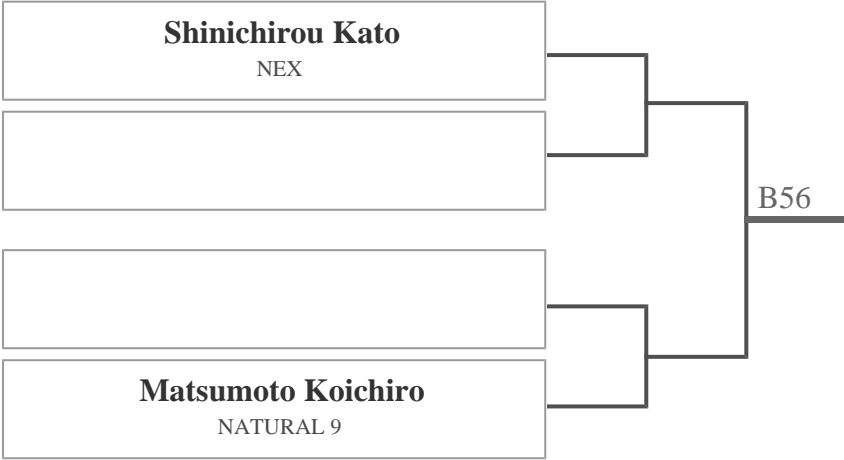 Shinichirou Kato
NEX
B56
Matsumoto Koichiro
NATURAL 9